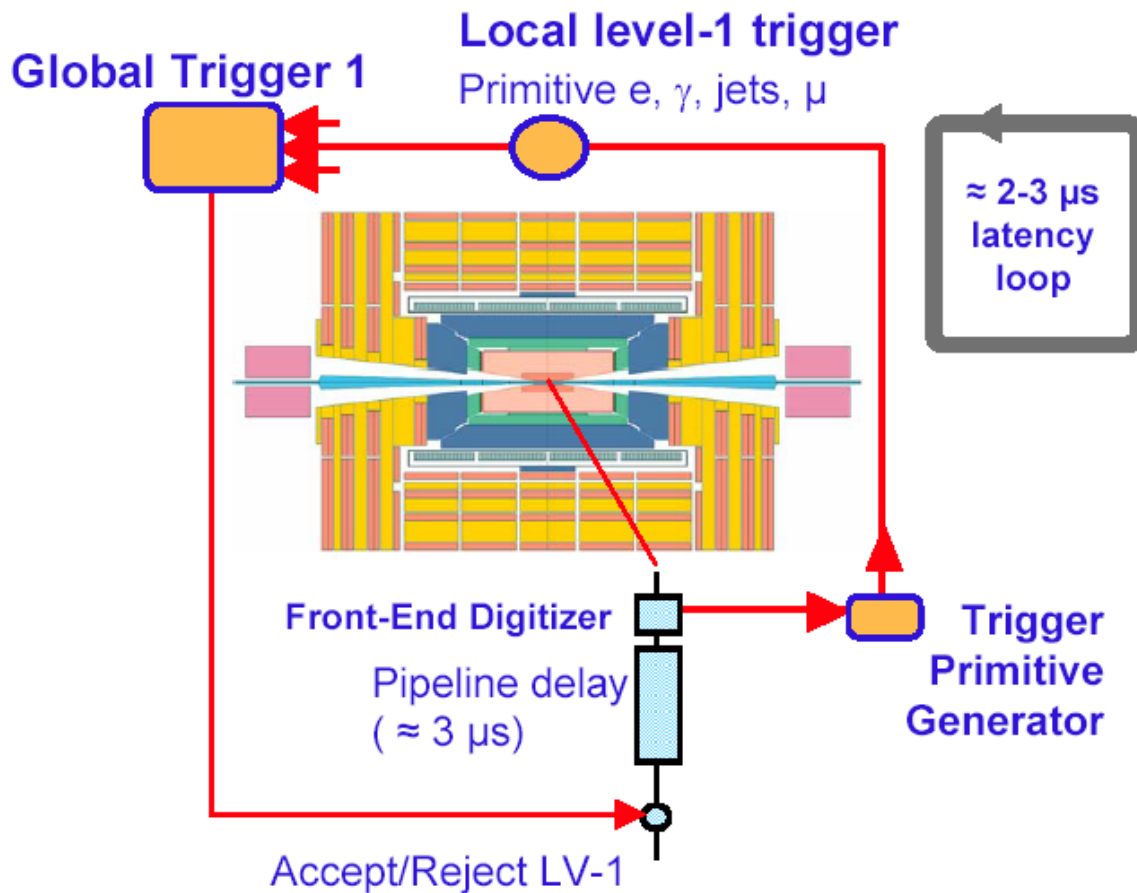 Local level-1 trigger
Global Trigger 1
Primitive e, γ, jets, μ
≈ 2-3 μs
latency
loop
Front-End Digitizer
Trigger
Primitive
Generator
Pipeline delay
( ≈ 3 μs)
Accept/Reject LV-1